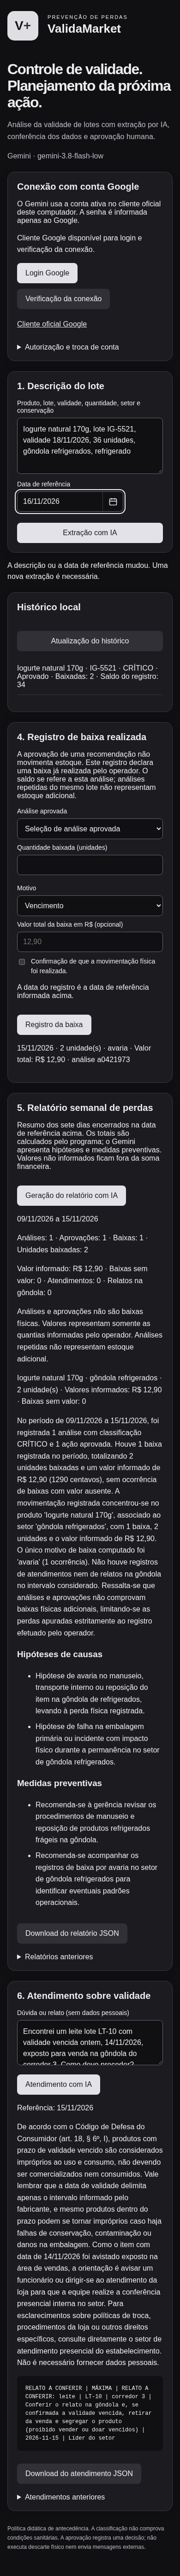 V+
PREVENÇÃO DE PERDAS
ValidaMarket
Controle de validade.
Planejamento da próxima
ação.
Análise da validade de lotes com extração por IA,
conferência dos dados e aprovação humana.
Gemini · gemini-3.8-flash-low
Conexão com conta Google
O Gemini usa a conta ativa no cliente oficial
deste computador. A senha é informada
apenas ao Google.
Cliente Google disponível para login e
verificação da conexão.
Login Google
Verificação da conexão
Cliente oficial Google
▶ Autorização e troca de conta
1. Descrição do lote
Produto, lote, validade, quantidade, setor e
conservação
Iogurte natural 170g, lote IG-5521,
validade 18/11/2026, 36 unidades,
gôndola refrigerados, refrigerado
Data de referência
16/11/2026
Extração com IA
A descrição ou a data de referência mudou. Uma
nova extração é necessária.
Histórico local
Atualização do histórico
Iogurte natural 170g · IG-5521 · CRÍTICO ·
Aprovado · Baixadas: 2 · Saldo do registro:
34
4. Registro de baixa realizada
A aprovação de uma recomendação não
movimenta estoque. Este registro declara
uma baixa já realizada pelo operador. O
saldo se refere a esta análise; análises
repetidas do mesmo lote não representam
estoque adicional.
Análise aprovada
Seleção de análise aprovada
Quantidade baixada (unidades)
Motivo
Vencimento
Valor total da baixa em R$ (opcional)
12,90
Confirmação de que a movimentação física
foi realizada.
A data do registro é a data de referência
informada acima.
Registro da baixa
15/11/2026 · 2 unidade(s) · avaria · Valor
total: R$ 12,90 · análise a0421973
5. Relatório semanal de perdas
Resumo dos sete dias encerrados na data
de referência acima. Os totais são
calculados pelo programa; o Gemini
apresenta hipóteses e medidas preventivas.
Valores não informados ficam fora da soma
financeira.
Geração do relatório com IA
09/11/2026 a 15/11/2026
Análises: 1 · Aprovações: 1 · Baixas: 1 ·
Unidades baixadas: 2
Valor informado: R$ 12,90 · Baixas sem
valor: 0 · Atendimentos: 0 · Relatos na
gôndola: 0
Análises e aprovações não são baixas
físicas. Valores representam somente as
quantias informadas pelo operador. Análises
repetidas não representam estoque
adicional.
Iogurte natural 170g · gôndola refrigerados ·
2 unidade(s) · Valores informados: R$ 12,90
· Baixas sem valor: 0
No período de 09/11/2026 a 15/11/2026, foi
registrada 1 análise com classificação
CRÍTICO e 1 ação aprovada. Houve 1 baixa
registrada no período, totalizando 2
unidades baixadas e um valor informado de
R$ 12,90 (1290 centavos), sem ocorrência
de baixas com valor ausente. A
movimentação registrada concentrou-se no
produto 'Iogurte natural 170g', associado ao
setor 'gôndola refrigerados', com 1 baixa, 2
unidades e o valor informado de R$ 12,90.
O único motivo de baixa computado foi
'avaria' (1 ocorrência). Não houve registros
de atendimentos nem de relatos na gôndola
no intervalo considerado. Ressalta-se que
análises e aprovações não comprovam
baixas físicas adicionais, limitando-se as
perdas apuradas estritamente ao registro
efetuado pelo operador.
Hipóteses de causas
• Hipótese de avaria no manuseio,
transporte interno ou reposição do
item na gôndola de refrigerados,
levando à perda física registrada.
• Hipótese de falha na embalagem
primária ou incidente com impacto
físico durante a permanência no setor
de gôndola refrigerados.
Medidas preventivas
• Recomenda-se à gerência revisar os
procedimentos de manuseio e
reposição de produtos refrigerados
frágeis na gôndola.
• Recomenda-se acompanhar os
registros de baixa por avaria no setor
de gôndola refrigerados para
identificar eventuais padrões
operacionais.
Download do relatório JSON
▶ Relatórios anteriores
6. Atendimento sobre validade
Dúvida ou relato (sem dados pessoais)
Encontrei um leite lote LT-10 com
validade vencida ontem, 14/11/2026,
exposto para venda na gôndola do
corredor 3. Como devo proceder?
Atendimento com IA
Referência: 15/11/2026
De acordo com o Código de Defesa do
Consumidor (art. 18, § 6º, I), produtos com
prazo de validade vencido são considerados
impróprios ao uso e consumo, não devendo
ser comercializados nem consumidos. Vale
lembrar que a data de validade delimita
apenas o intervalo informado pelo
fabricante, e mesmo produtos dentro do
prazo podem se tornar impróprios caso haja
falhas de conservação, contaminação ou
danos na embalagem. Como o item com
data de 14/11/2026 foi avistado exposto na
área de vendas, a orientação é avisar um
funcionário ou dirigir-se ao atendimento da
loja para que a equipe realize a conferência
presencial interna no setor. Para
esclarecimentos sobre políticas de troca,
procedimentos da loja ou outros direitos
específicos, consulte diretamente o setor de
atendimento presencial do estabelecimento.
Não é necessário fornecer dados pessoais.
RELATO A CONFERIR | MÁXIMA | RELATO A
CONFERIR: leite | LT-10 | corredor 3 |
Conferir o relato na gôndola e, se
confirmada a validade vencida, retirar
da venda e segregar o produto
(proibido vender ou doar vencidos) |
2026-11-15 | Líder do setor
Download do atendimento JSON
▶ Atendimentos anteriores
Política didática de antecedência. A classificação não comprova
condições sanitárias. A aprovação registra uma decisão; não
executa descarte físico nem envia mensagens externas.